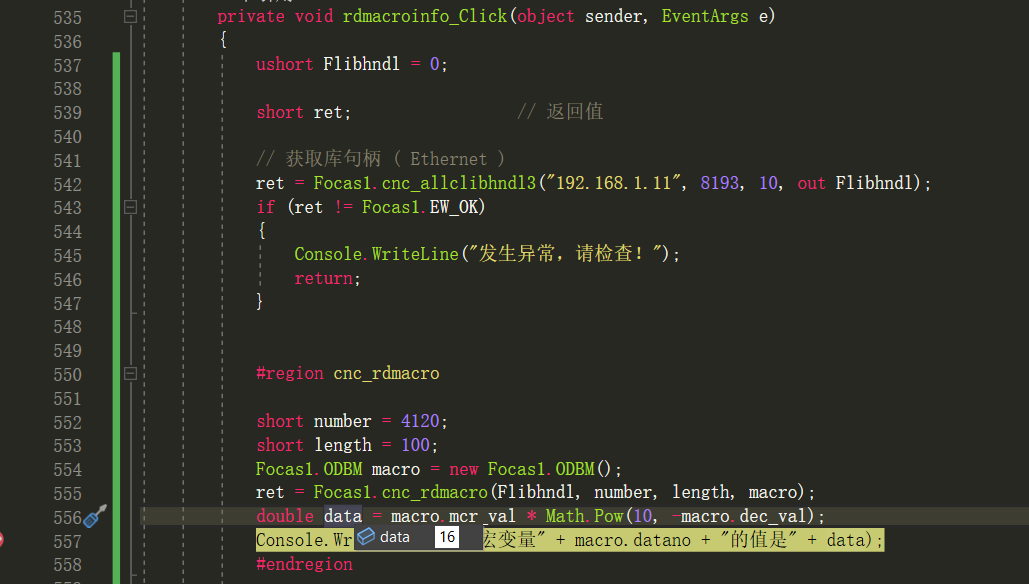 535 private void rdmacroinfo_Click(object sender, EventArgs e)
536 {
537 ushort Flibhndl = 0;
538
539 short ret; // 返回值
540
541 // 获取库句柄 ( Ethernet )
542 ret = Focas1.cnc_allclibhndl3("192.168.1.11", 8193, 10, out Flibhndl);
543 if (ret != Focas1.EW_OK)
544 {
545 Console.WriteLine("发生异常，请检查！");
546 return;
547 }
548
549
550 #region cnc_rdmacro
551
552 short number = 4120;
553 short length = 100;
554 Focas1.ODBM macro = new Focas1.ODBM();
555 ret = Focas1.cnc_rdmacro(Flibhndl, number, length, macro);
556 double data = macro.mcr_val * Math.Pow(10, -macro.dec_val);
557 Console.Wr data 16 宏变量" + macro.datano + "的值是" + data);
558 #endregion